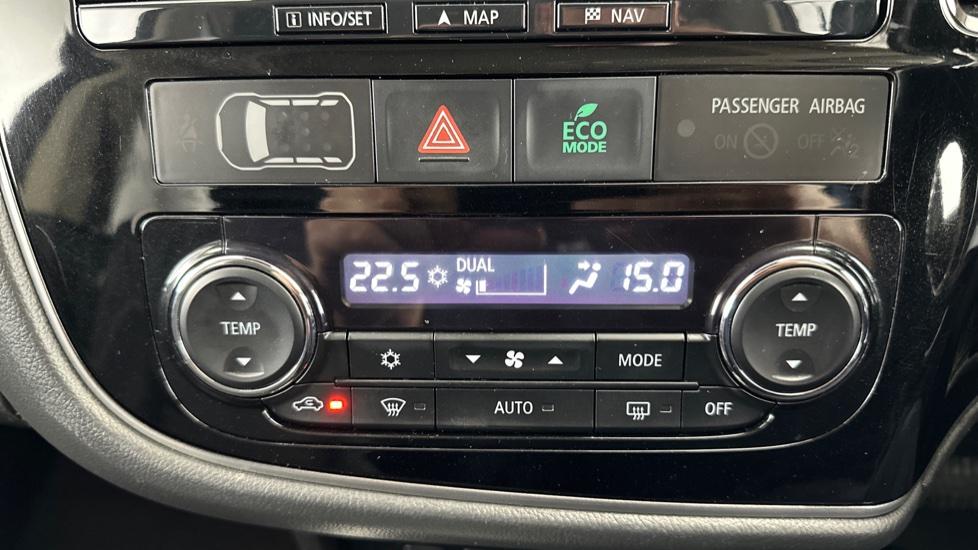 INFO/SET MAP NAV
PASSENGER AIRBAG
ECO
MODE
ON OFF
22.5 DUAL 15.0
TEMP TEMP
MODE
AUTO OFF